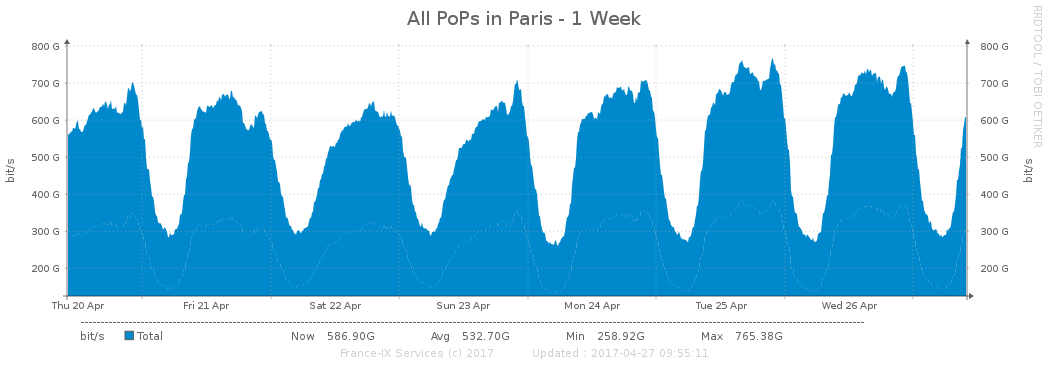 All PoPs in Paris - 1 Week
RRDTOOL / TOBI OETIKER
800 G 800 G
700 G 700 G
600 G 600 G
500 G 500 G
400 G 400 G
300 G 300 G
200 G 200 G
bit/s bit/s
Thu 20 Apr Fri 21 Apr Sat 22 Apr Sun 23 Apr Mon 24 Apr Tue 25 Apr Wed 26 Apr
bit/s Total Now 586.90G Avg 532.70G Min 258.92G Max 765.38G
France-IX Services (c) 2017 Updated : 2017-04-27 09:55:11